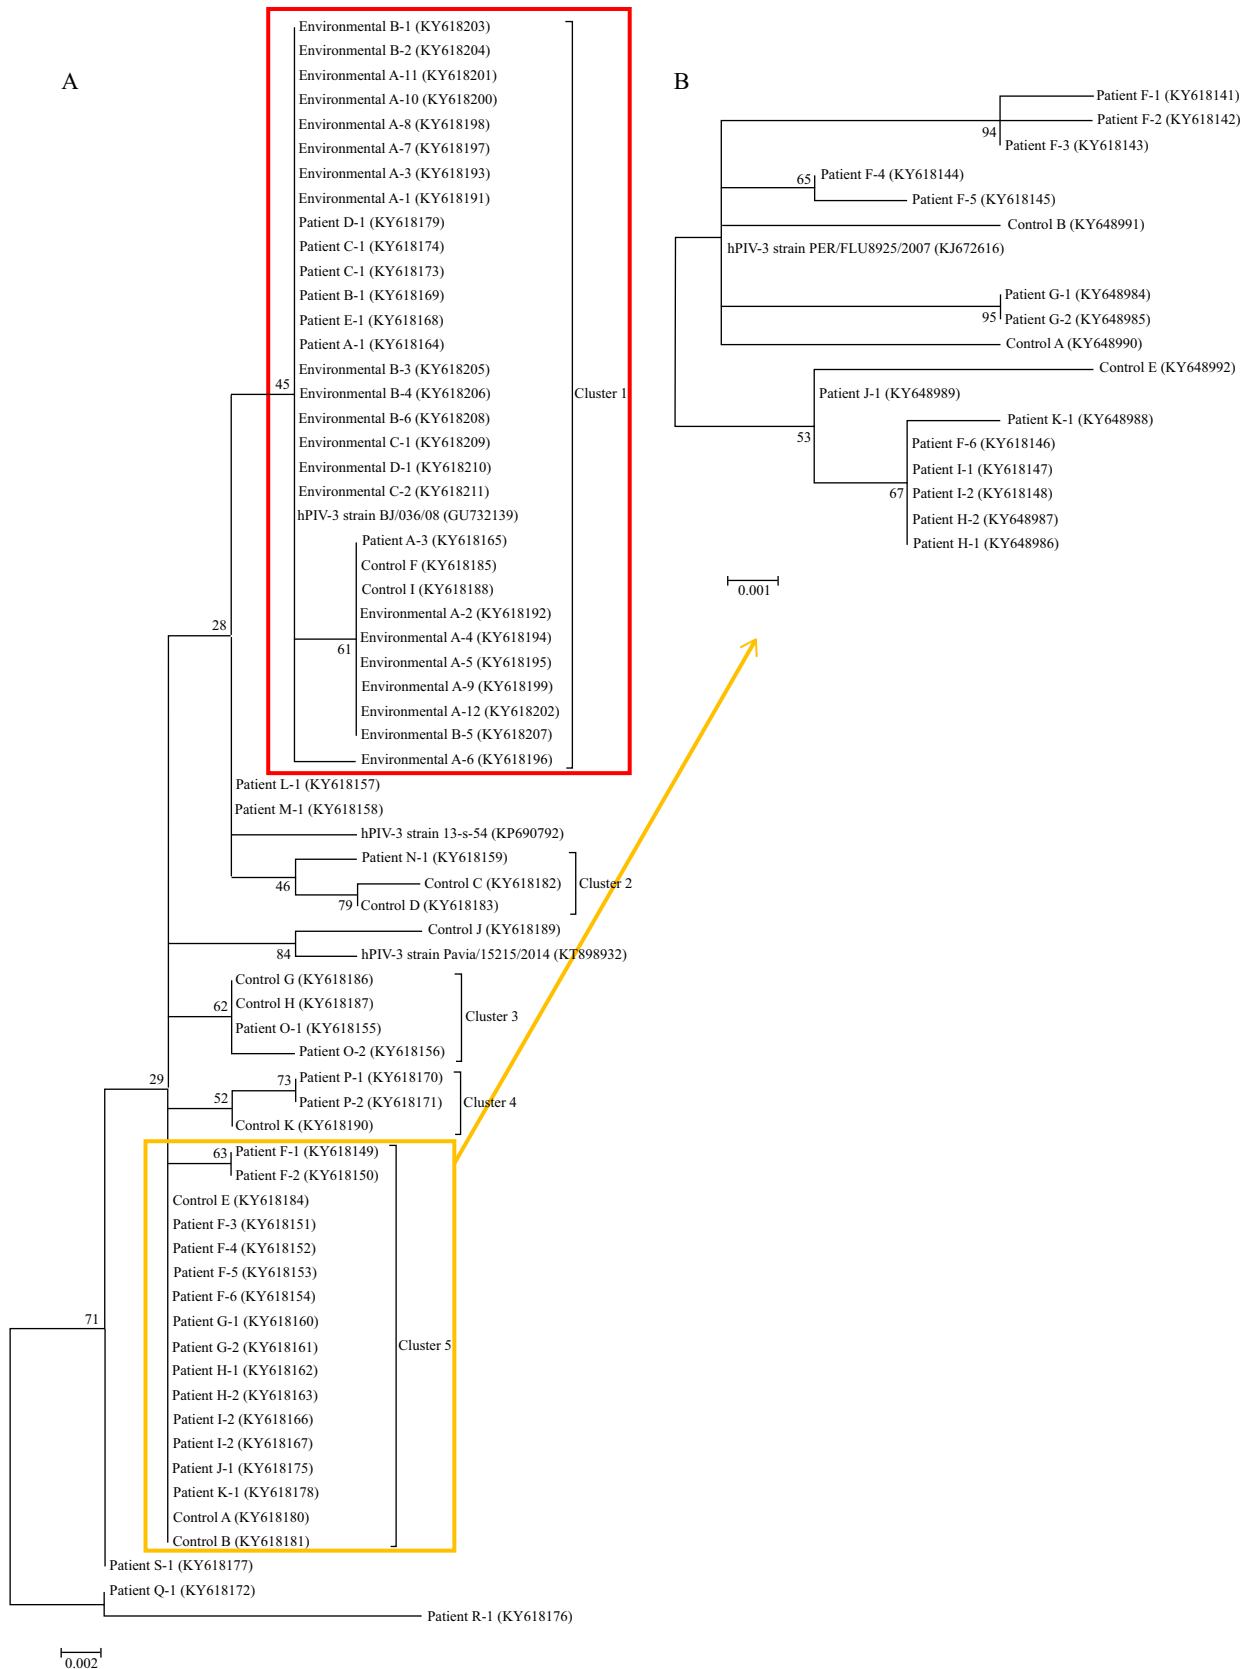 A
Environmental B-1 (KY618203)
Environmental B-2 (KY618204)
Environmental A-11 (KY618201)
Environmental A-10 (KY618200)
Environmental A-8 (KY618198)
Environmental A-7 (KY618197)
Environmental A-3 (KY618193)
Environmental A-1 (KY618191)
Patient D-1 (KY618179)
Patient C-1 (KY618174)
Patient C-1 (KY618173)
Patient B-1 (KY618169)
Patient E-1 (KY618168)
Patient A-1 (KY618164)
Environmental B-3 (KY618205)
45
Environmental B-4 (KY618206)
Cluster 1
Environmental B-6 (KY618208)
Environmental C-1 (KY618209)
Environmental D-1 (KY618210)
Environmental C-2 (KY618211)
hPIV-3 strain BJ/036/08 (GU732139)
Patient A-3 (KY618165)
Control F (KY618185)
Control I (KY618188)
Environmental A-2 (KY618192)
28
Environmental A-4 (KY618194)
61
Environmental A-5 (KY618195)
Environmental A-9 (KY618199)
Environmental A-12 (KY618202)
Environmental B-5 (KY618207)
Environmental A-6 (KY618196)
Patient L-1 (KY618157)
Patient M-1 (KY618158)
hPIV-3 strain 13-s-54 (KP690792)
Patient N-1 (KY618159)
46
Control C (KY618182)
Cluster 2
79
Control D (KY618183)
Control J (KY618189)
84
hPIV-3 strain Pavia/15215/2014 (KT898932)
Control G (KY618186)
62
Control H (KY618187)
Cluster 3
Patient O-1 (KY618155)
Patient O-2 (KY618156)
29
73
Patient P-1 (KY618170)
52
Patient P-2 (KY618171)
Cluster 4
Control K (KY618190)
63
Patient F-1 (KY618149)
Patient F-2 (KY618150)
Control E (KY618184)
Patient F-3 (KY618151)
Patient F-4 (KY618152)
Patient F-5 (KY618153)
Patient F-6 (KY618154)
71
Patient G-1 (KY618160)
Patient G-2 (KY618161)
Cluster 5
Patient H-1 (KY618162)
Patient H-2 (KY618163)
Patient I-2 (KY618166)
Patient I-2 (KY618167)
Patient J-1 (KY618175)
Patient K-1 (KY618178)
Control A (KY618180)
Control B (KY618181)
Patient S-1 (KY618177)
Patient Q-1 (KY618172)
Patient R-1 (KY618176)
0.002
B
Patient F-1 (KY618141)
Patient F-2 (KY618142)
94
Patient F-3 (KY618143)
65
Patient F-4 (KY618144)
Patient F-5 (KY618145)
Control B (KY648991)
hPIV-3 strain PER/FLU8925/2007 (KJ672616)
Patient G-1 (KY648984)
95
Patient G-2 (KY648985)
Control A (KY648990)
Control E (KY648992)
Patient J-1 (KY648989)
Patient K-1 (KY648988)
53
Patient F-6 (KY618146)
Patient I-1 (KY618147)
67
Patient I-2 (KY618148)
Patient H-2 (KY648987)
Patient H-1 (KY648986)
0.001